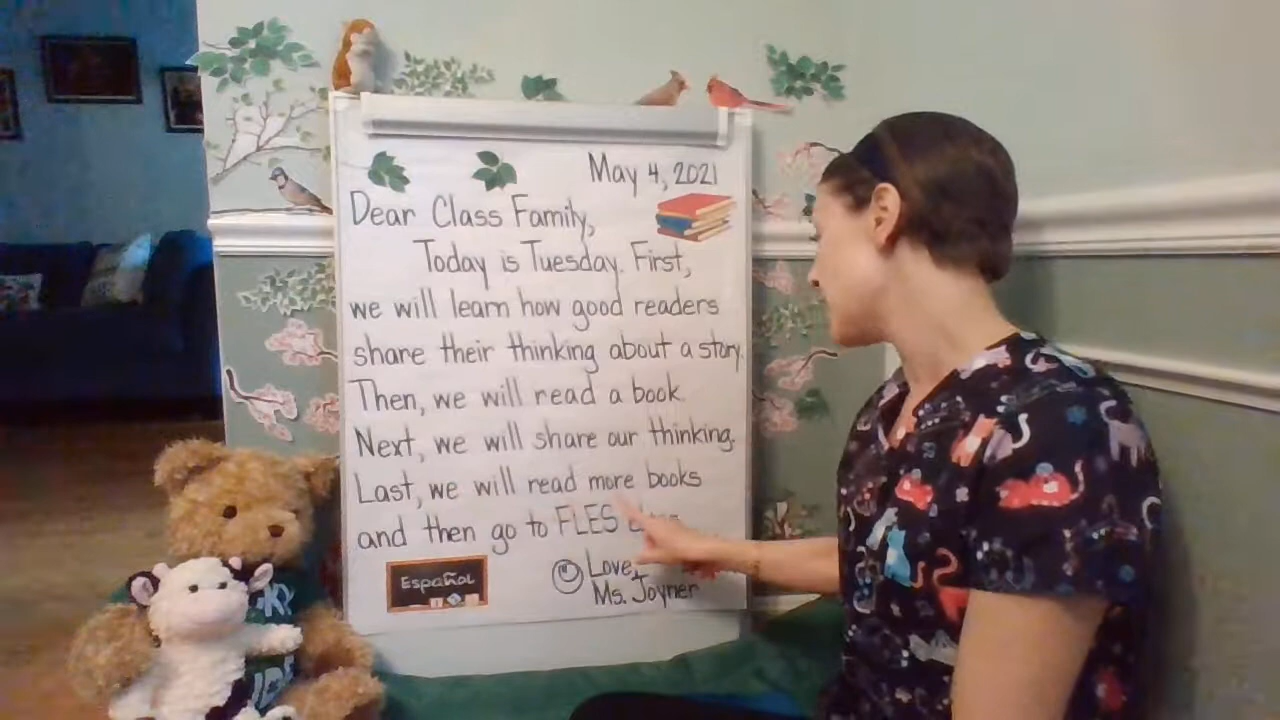 May 4, 2021
Dear Class Family,
Today is Tuesday. First,
we will learn how good readers
share their thinking about a story.
Then, we will read a book.
Next, we will share our thinking.
Last, we will read more books
and then go to FLES
Español
Love,
Ms. Joyner